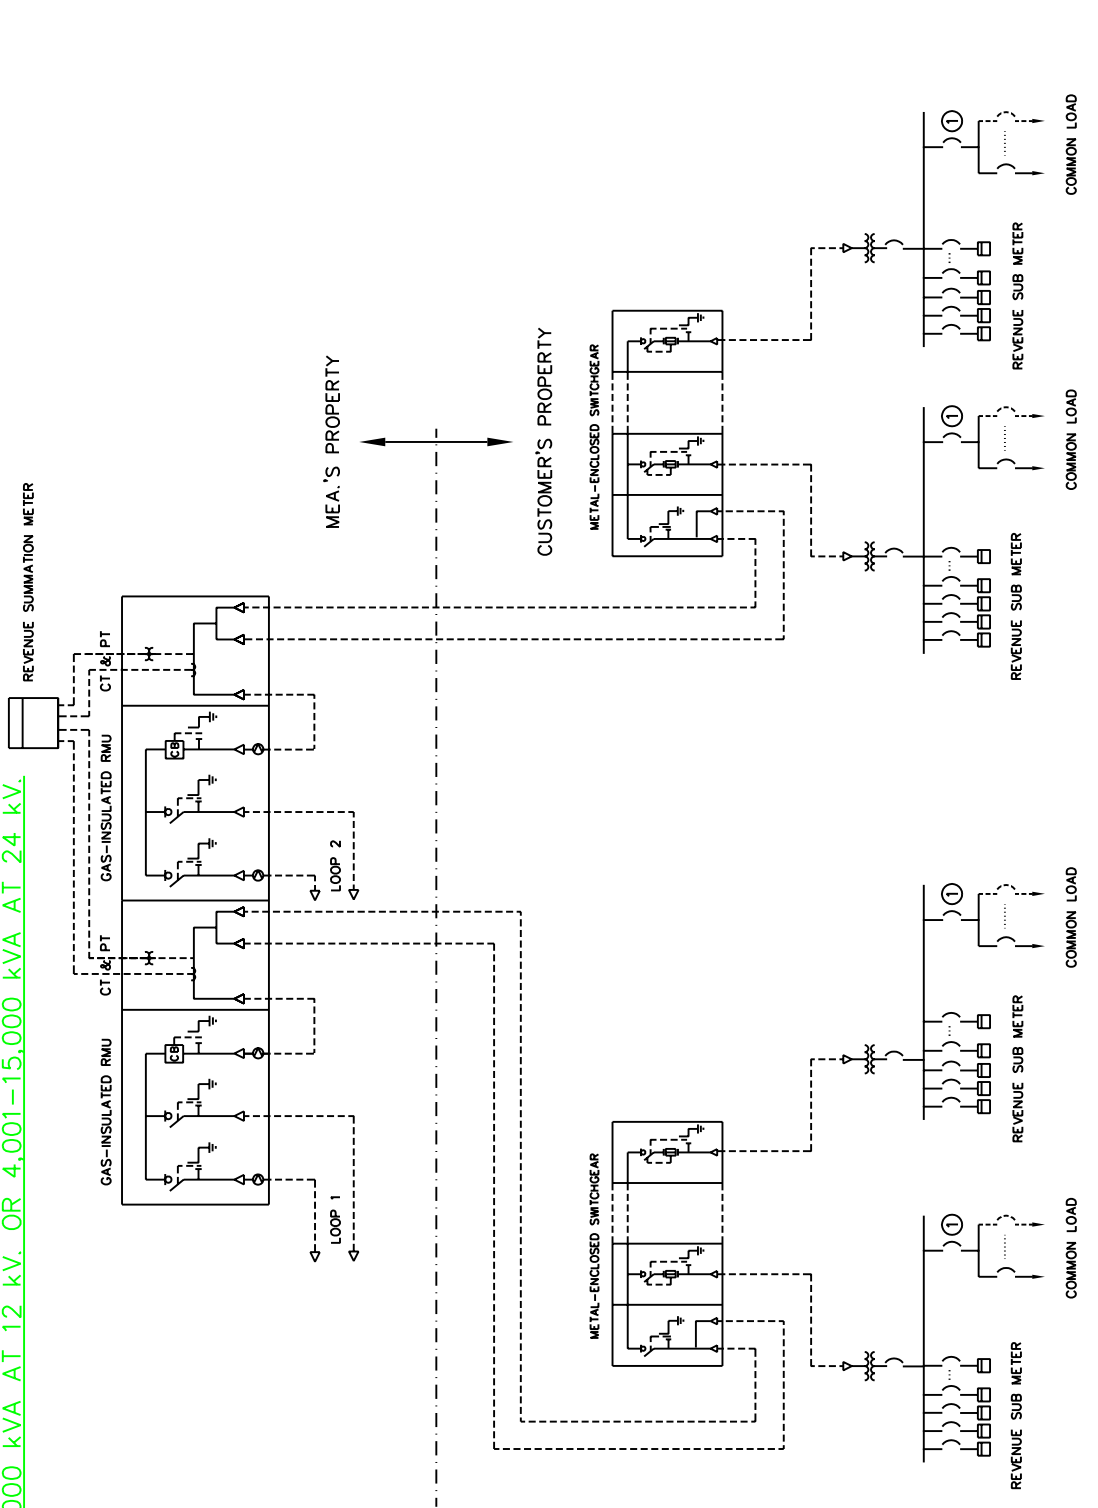 000 kVA AT 12 kV. OR 4,001-15,000 kVA AT 24 kV.
REVENUE SUMMATION METER
GAS-INSULATED RMU
CT & PT
GAS-INSULATED RMU
CT & PT
CB
CB
LOOP 1
LOOP 2
MEA.'S PROPERTY
CUSTOMER'S PROPERTY
METAL-ENCLOSED SWITCHGEAR
METAL-ENCLOSED SWITCHGEAR
1
1
1
1
REVENUE SUB METER
REVENUE SUB METER
REVENUE SUB METER
REVENUE SUB METER
COMMON LOAD
COMMON LOAD
COMMON LOAD
COMMON LOAD